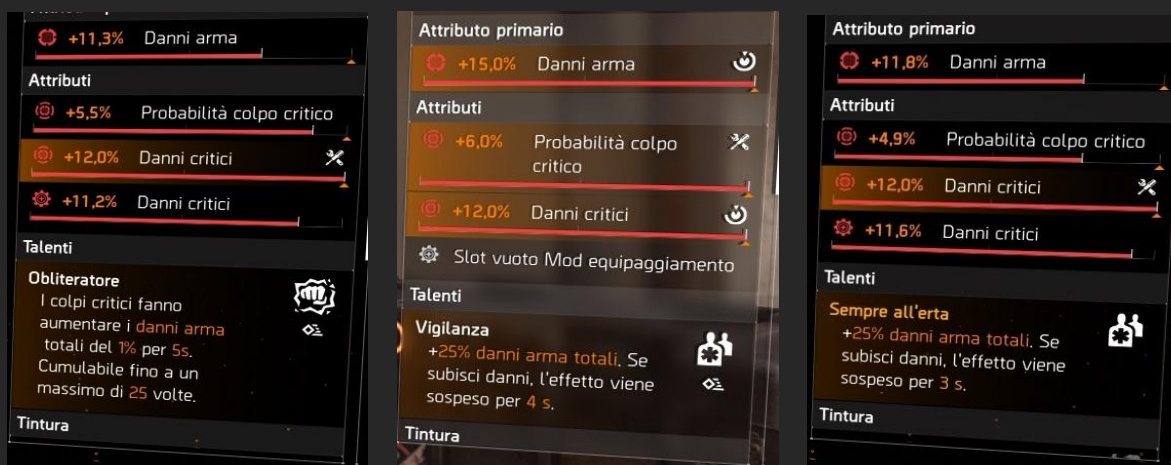 +11,3% Danni arma
Attributi
+5,5% Probabilità colpo critico
+12,0% Danni critici
+11,2% Danni critici
Talenti
Obliteratore
I colpi critici fanno
aumentare i danni arma
totali del 1% per 5s.
Cumulabile fino a un
massimo di 25 volte.
Tintura
Attributo primario
+15,0% Danni arma
Attributi
+6,0% Probabilità colpo
critico
+12,0% Danni critici
Slot vuoto Mod equipaggiamento
Talenti
Vigilanza
+25% danni arma totali. Se
subisci danni, l'effetto viene
sospeso per 4 s.
Tintura
Attributo primario
+11,8% Danni arma
Attributi
+4,9% Probabilità colpo critico
+12,0% Danni critici
+11,6% Danni critici
Talenti
Sempre all'erta
+25% danni arma totali. Se
subisci danni, l'effetto viene
sospeso per 3 s.
Tintura